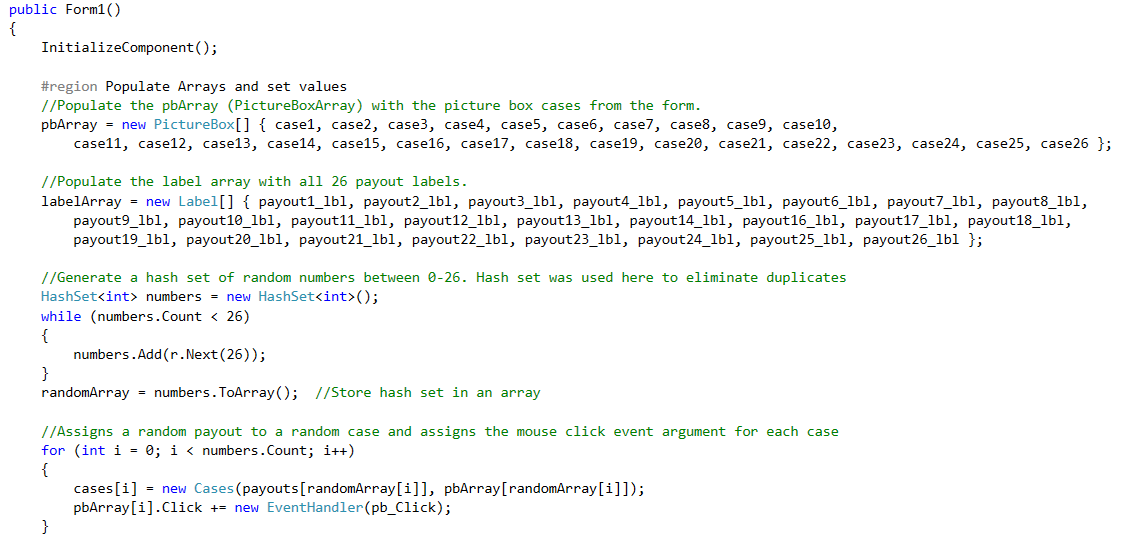 public Form1()
{
InitializeComponent();
#region Populate Arrays and set values
//Populate the pbArray (PictureBoxArray) with the picture box cases from the form.
pbArray = new PictureBox[] { case1, case2, case3, case4, case5, case6, case7, case8, case9, case10,
case11, case12, case13, case14, case15, case16, case17, case18, case19, case20, case21, case22, case23, case24, case25, case26 };
//Populate the label array with all 26 payout labels.
labelArray = new Label[] { payout1_lbl, payout2_lbl, payout3_lbl, payout4_lbl, payout5_lbl, payout6_lbl, payout7_lbl, payout8_lbl,
payout9_lbl, payout10_lbl, payout11_lbl, payout12_lbl, payout13_lbl, payout14_lbl, payout16_lbl, payout17_lbl, payout18_lbl,
payout19_lbl, payout20_lbl, payout21_lbl, payout22_lbl, payout23_lbl, payout24_lbl, payout25_lbl, payout26_lbl };
//Generate a hash set of random numbers between 0-26. Hash set was used here to eliminate duplicates
HashSet<int> numbers = new HashSet<int>();
while (numbers.Count < 26)
{
numbers.Add(r.Next(26));
}
randomArray = numbers.ToArray();  //Store hash set in an array
//Assigns a random payout to a random case and assigns the mouse click event argument for each case
for (int i = 0; i < numbers.Count; i++)
{
cases[i] = new Cases(payouts[randomArray[i]], pbArray[randomArray[i]]);
pbArray[i].Click += new EventHandler(pb_Click);
}